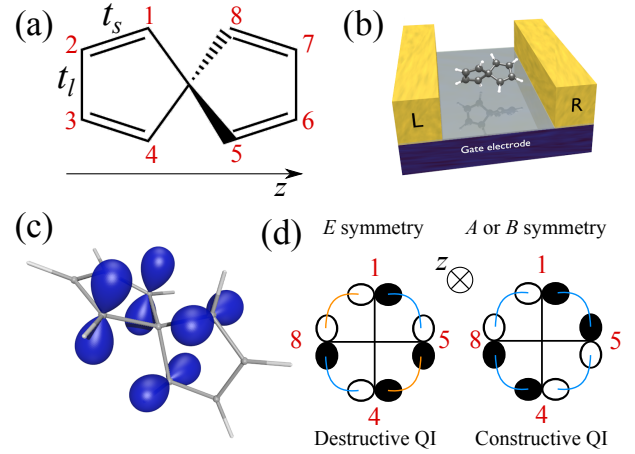 (a)
t_s
1
8
2
7
t_l
3
6
4
5
z
(b)
L
R
Gate electrode
(c)
(d)
E symmetry
A or B symmetry
1
z
1
8
5
8
5
4
4
Destructive QI
Constructive QI